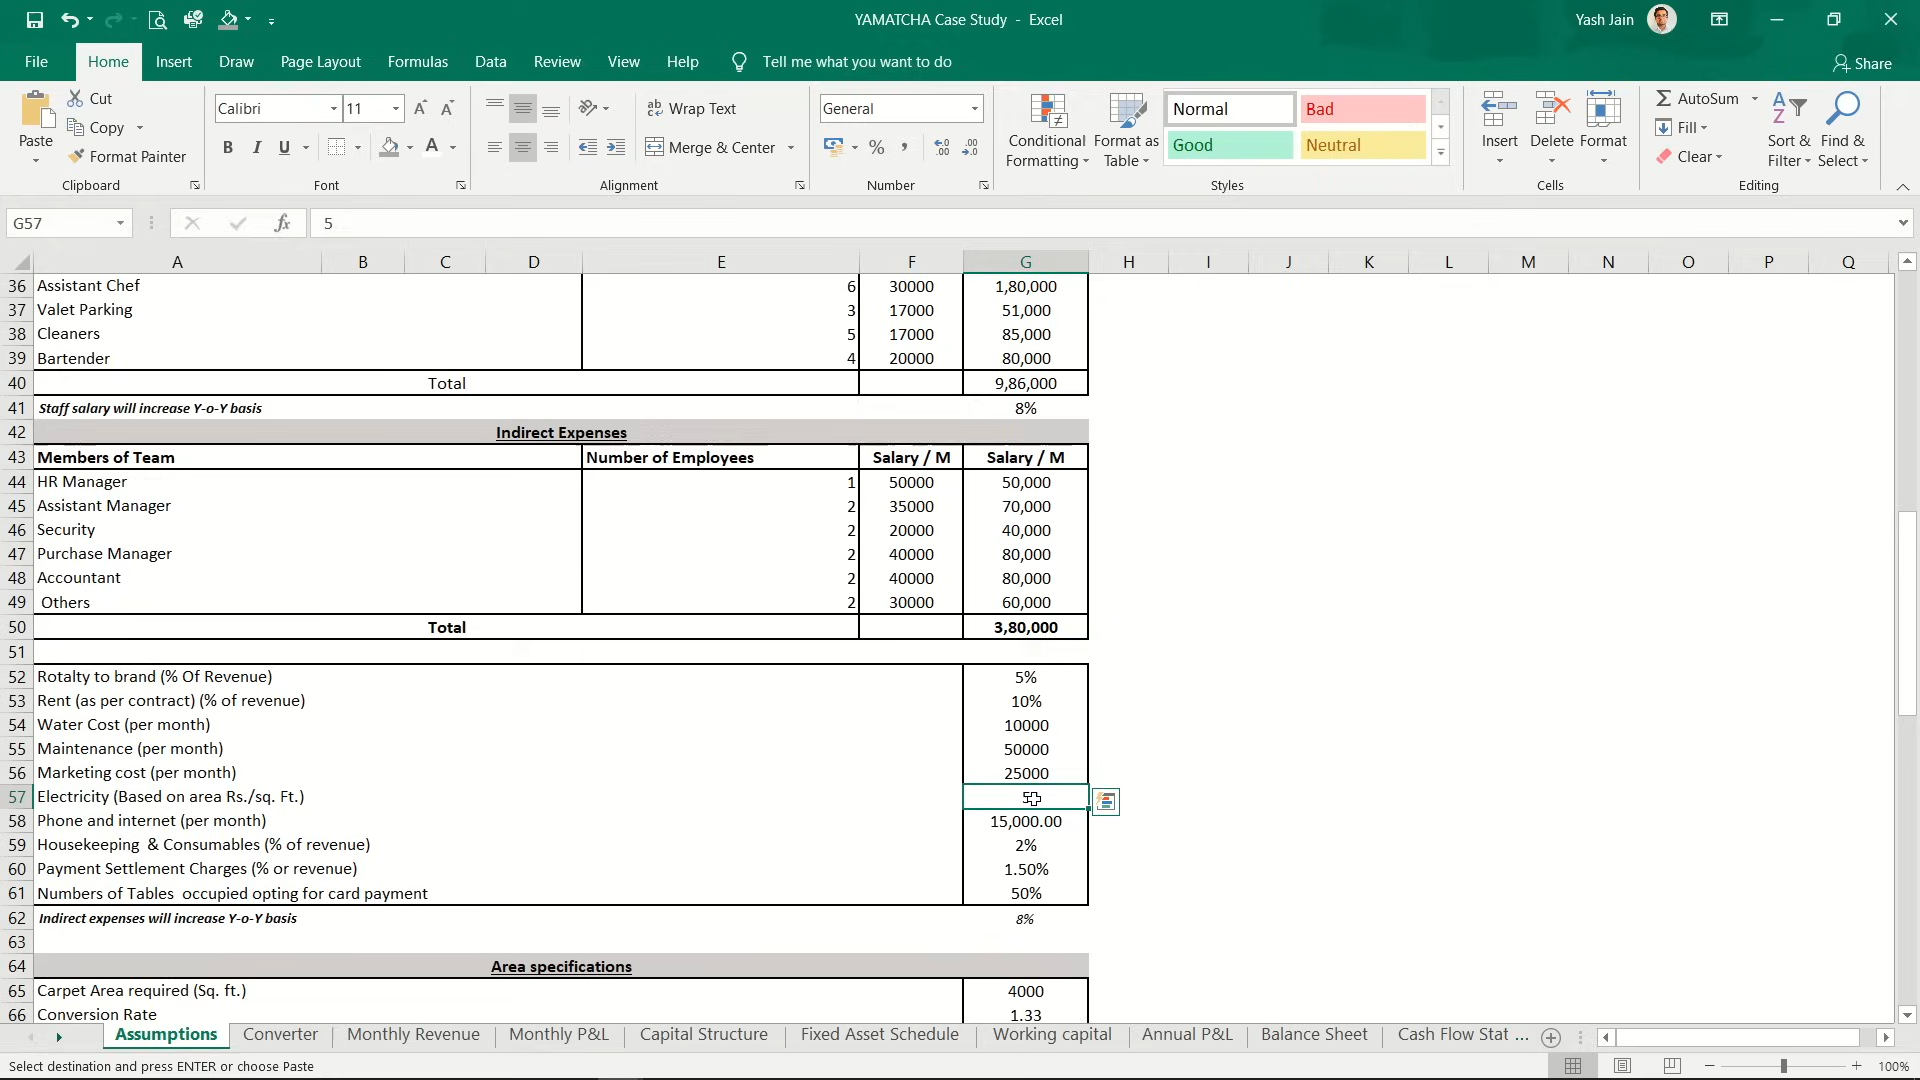 YAMATCHA Case Study - Excel
Yash Jain
File Home Insert Draw Page Layout Formulas Data Review View Help Tell me what you want to do
Share
Paste
Cut
Copy
Format Painter
Clipboard
Calibri 11
B I U
Font
Wrap Text
Merge & Center
Alignment
General
Number
Conditional Formatting
Format as Table
Normal Bad
Good Neutral
Styles
Insert Delete Format
Cells
AutoSum
Fill
Clear
Sort & Filter
Find & Select
Editing
G57 fx 5
A B C D E F G H I J K L M N O P Q
36 Assistant Chef 6 30000 1,80,000
37 Valet Parking 3 17000 51,000
38 Cleaners 5 17000 85,000
39 Bartender 4 20000 80,000
40 Total 9,86,000
41 Staff salary will increase Y-o-Y basis 8%
42 Indirect Expenses
43 Members of Team Number of Employees Salary / M Salary / M
44 HR Manager 1 50000 50,000
45 Assistant Manager 2 35000 70,000
46 Security 2 20000 40,000
47 Purchase Manager 2 40000 80,000
48 Accountant 2 40000 80,000
49 Others 2 30000 60,000
50 Total 3,80,000
51
52 Rotalty to brand (% Of Revenue) 5%
53 Rent (as per contract) (% of revenue) 10%
54 Water Cost (per month) 10000
55 Maintenance (per month) 50000
56 Marketing cost (per month) 25000
57 Electricity (Based on area Rs./sq. Ft.) 5
58 Phone and internet (per month) 15,000.00
59 Housekeeping & Consumables (% of revenue) 2%
60 Payment Settlement Charges (% or revenue) 1.50%
61 Numbers of Tables occupied opting for card payment 50%
62 Indirect expenses will increase Y-o-Y basis 8%
63
64 Area specifications
65 Carpet Area required (Sq. ft.) 4000
66 Conversion Rate 1.33
Assumptions Converter Monthly Revenue Monthly P&L Capital Structure Fixed Asset Schedule Working capital Annual P&L Balance Sheet Cash Flow Stat ...
Select destination and press ENTER or choose Paste
100%